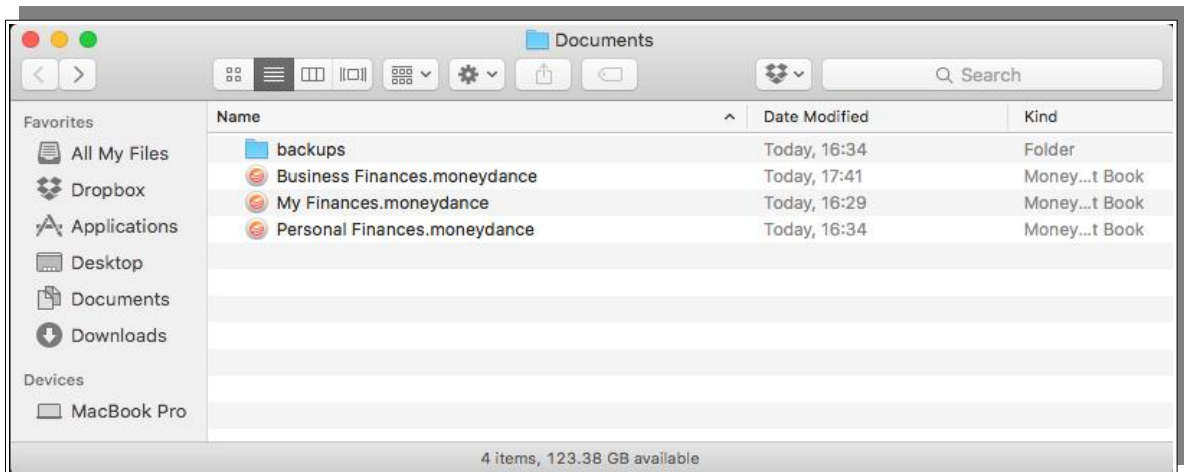 Documents
Search
Favorites
All My Files
Dropbox
Applications
Desktop
Documents
Downloads
Devices
MacBook Pro
Name Date Modified Kind
backups Today, 16:34 Folder
Business Finances.moneydance Today, 17:41 Money...t Book
My Finances.moneydance Today, 16:29 Money...t Book
Personal Finances.moneydance Today, 16:34 Money...t Book
4 items, 123.38 GB available